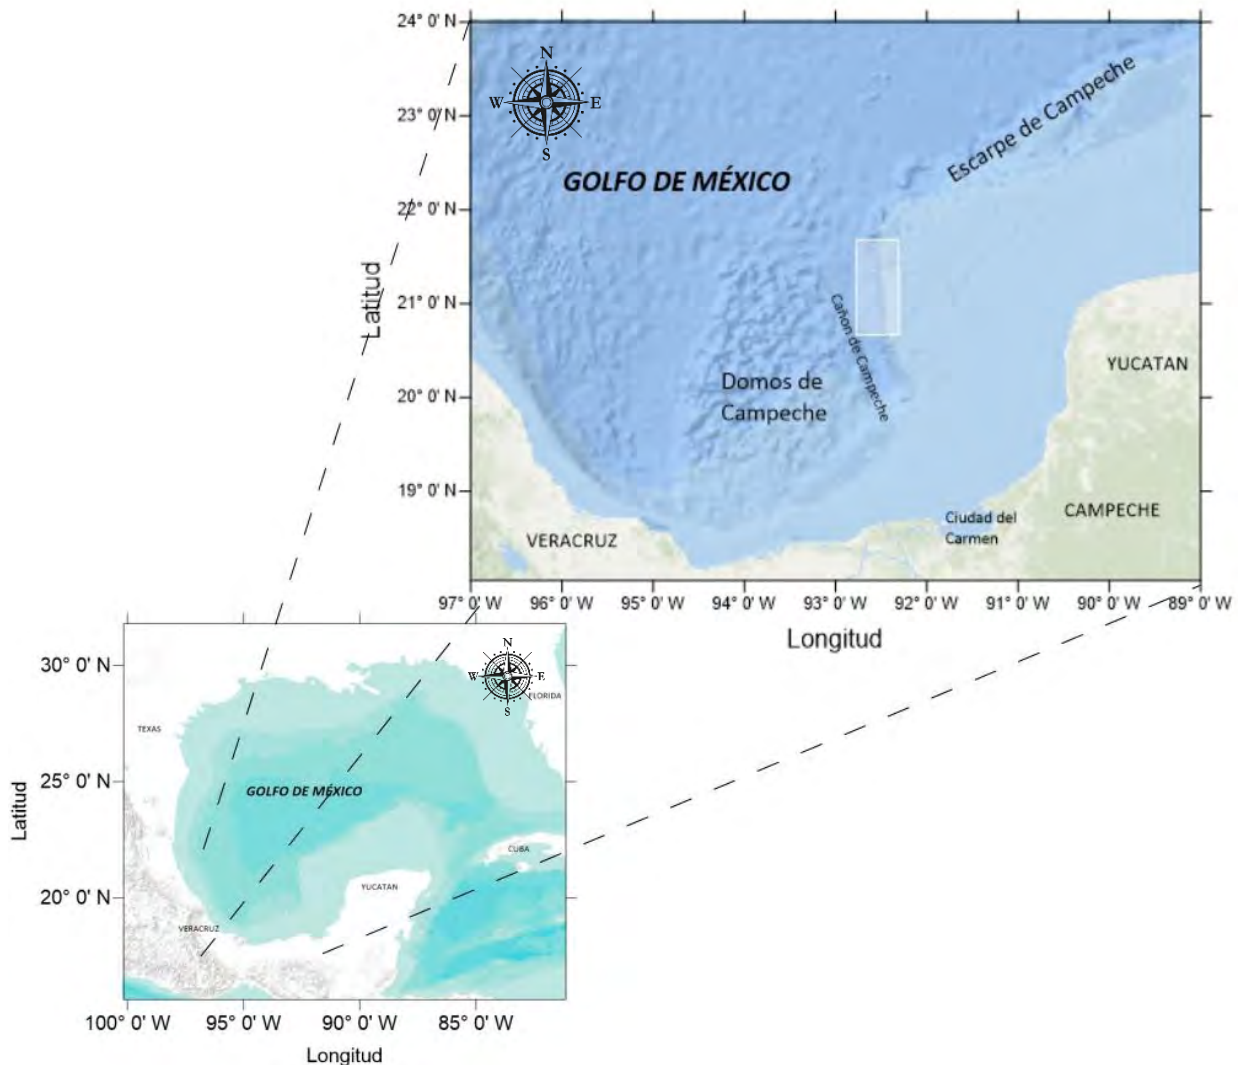 24° 0' N
23° 0' N
22° 0' N
21° 0' N
20° 0' N
19° 0' N
Latitud
N
W
E
S
GOLFO DE MÉXICO
Escarpe de Campeche
Cañon de Campeche
Domos de
Campeche
YUCATAN
CAMPECHE
Ciudad del
Carmen
VERACRUZ
97° 0' W
96° 0' W
95° 0' W
94° 0' W
93° 0' W
92° 0' W
91° 0' W
90° 0' W
89° 0' W
Longitud
30° 0' N
25° 0' N
20° 0' N
Latitud
N
W
E
S
FLORIDA
TEXAS
GOLFO DE MÉXICO
CUBA
YUCATAN
VERACRUZ
100° 0' W
95° 0' W
90° 0' W
85° 0' W
Longitud